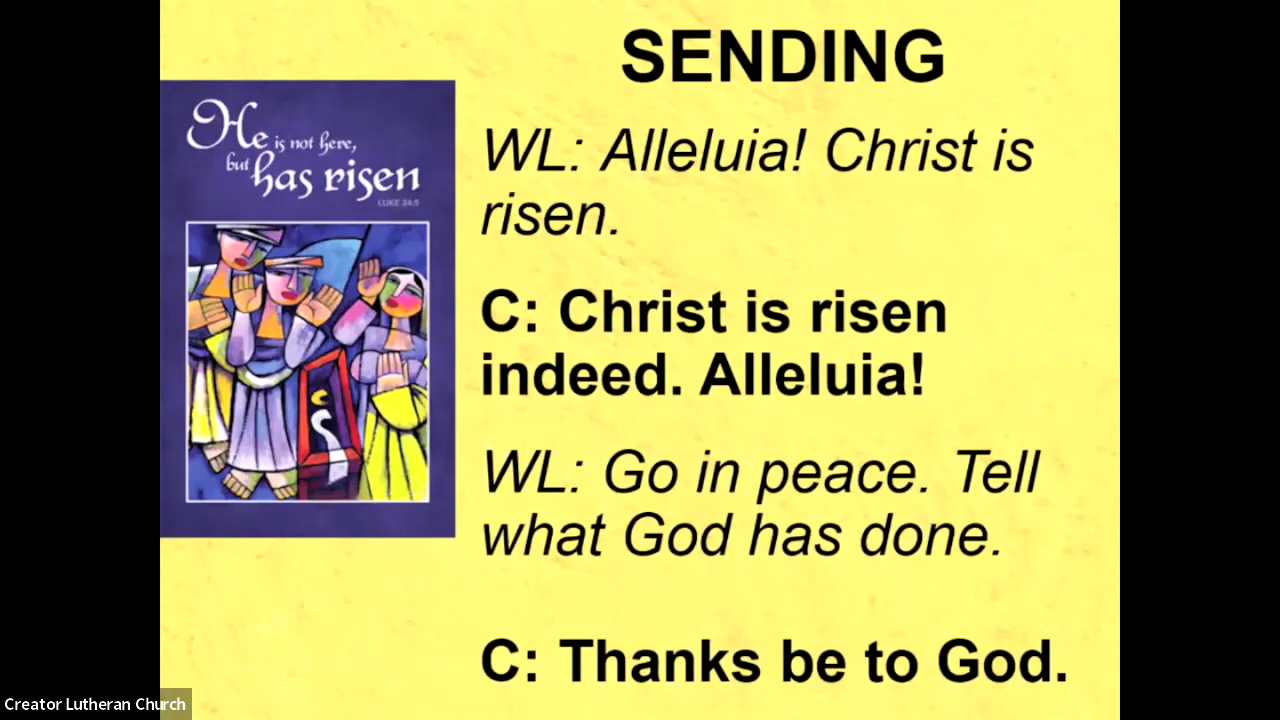 SENDING
He is not here,
but has risen
LUKE 24:5
WL: Alleluia! Christ is
risen.
C: Christ is risen
indeed. Alleluia!
WL: Go in peace. Tell
what God has done.
C: Thanks be to God.
Creator Lutheran Church